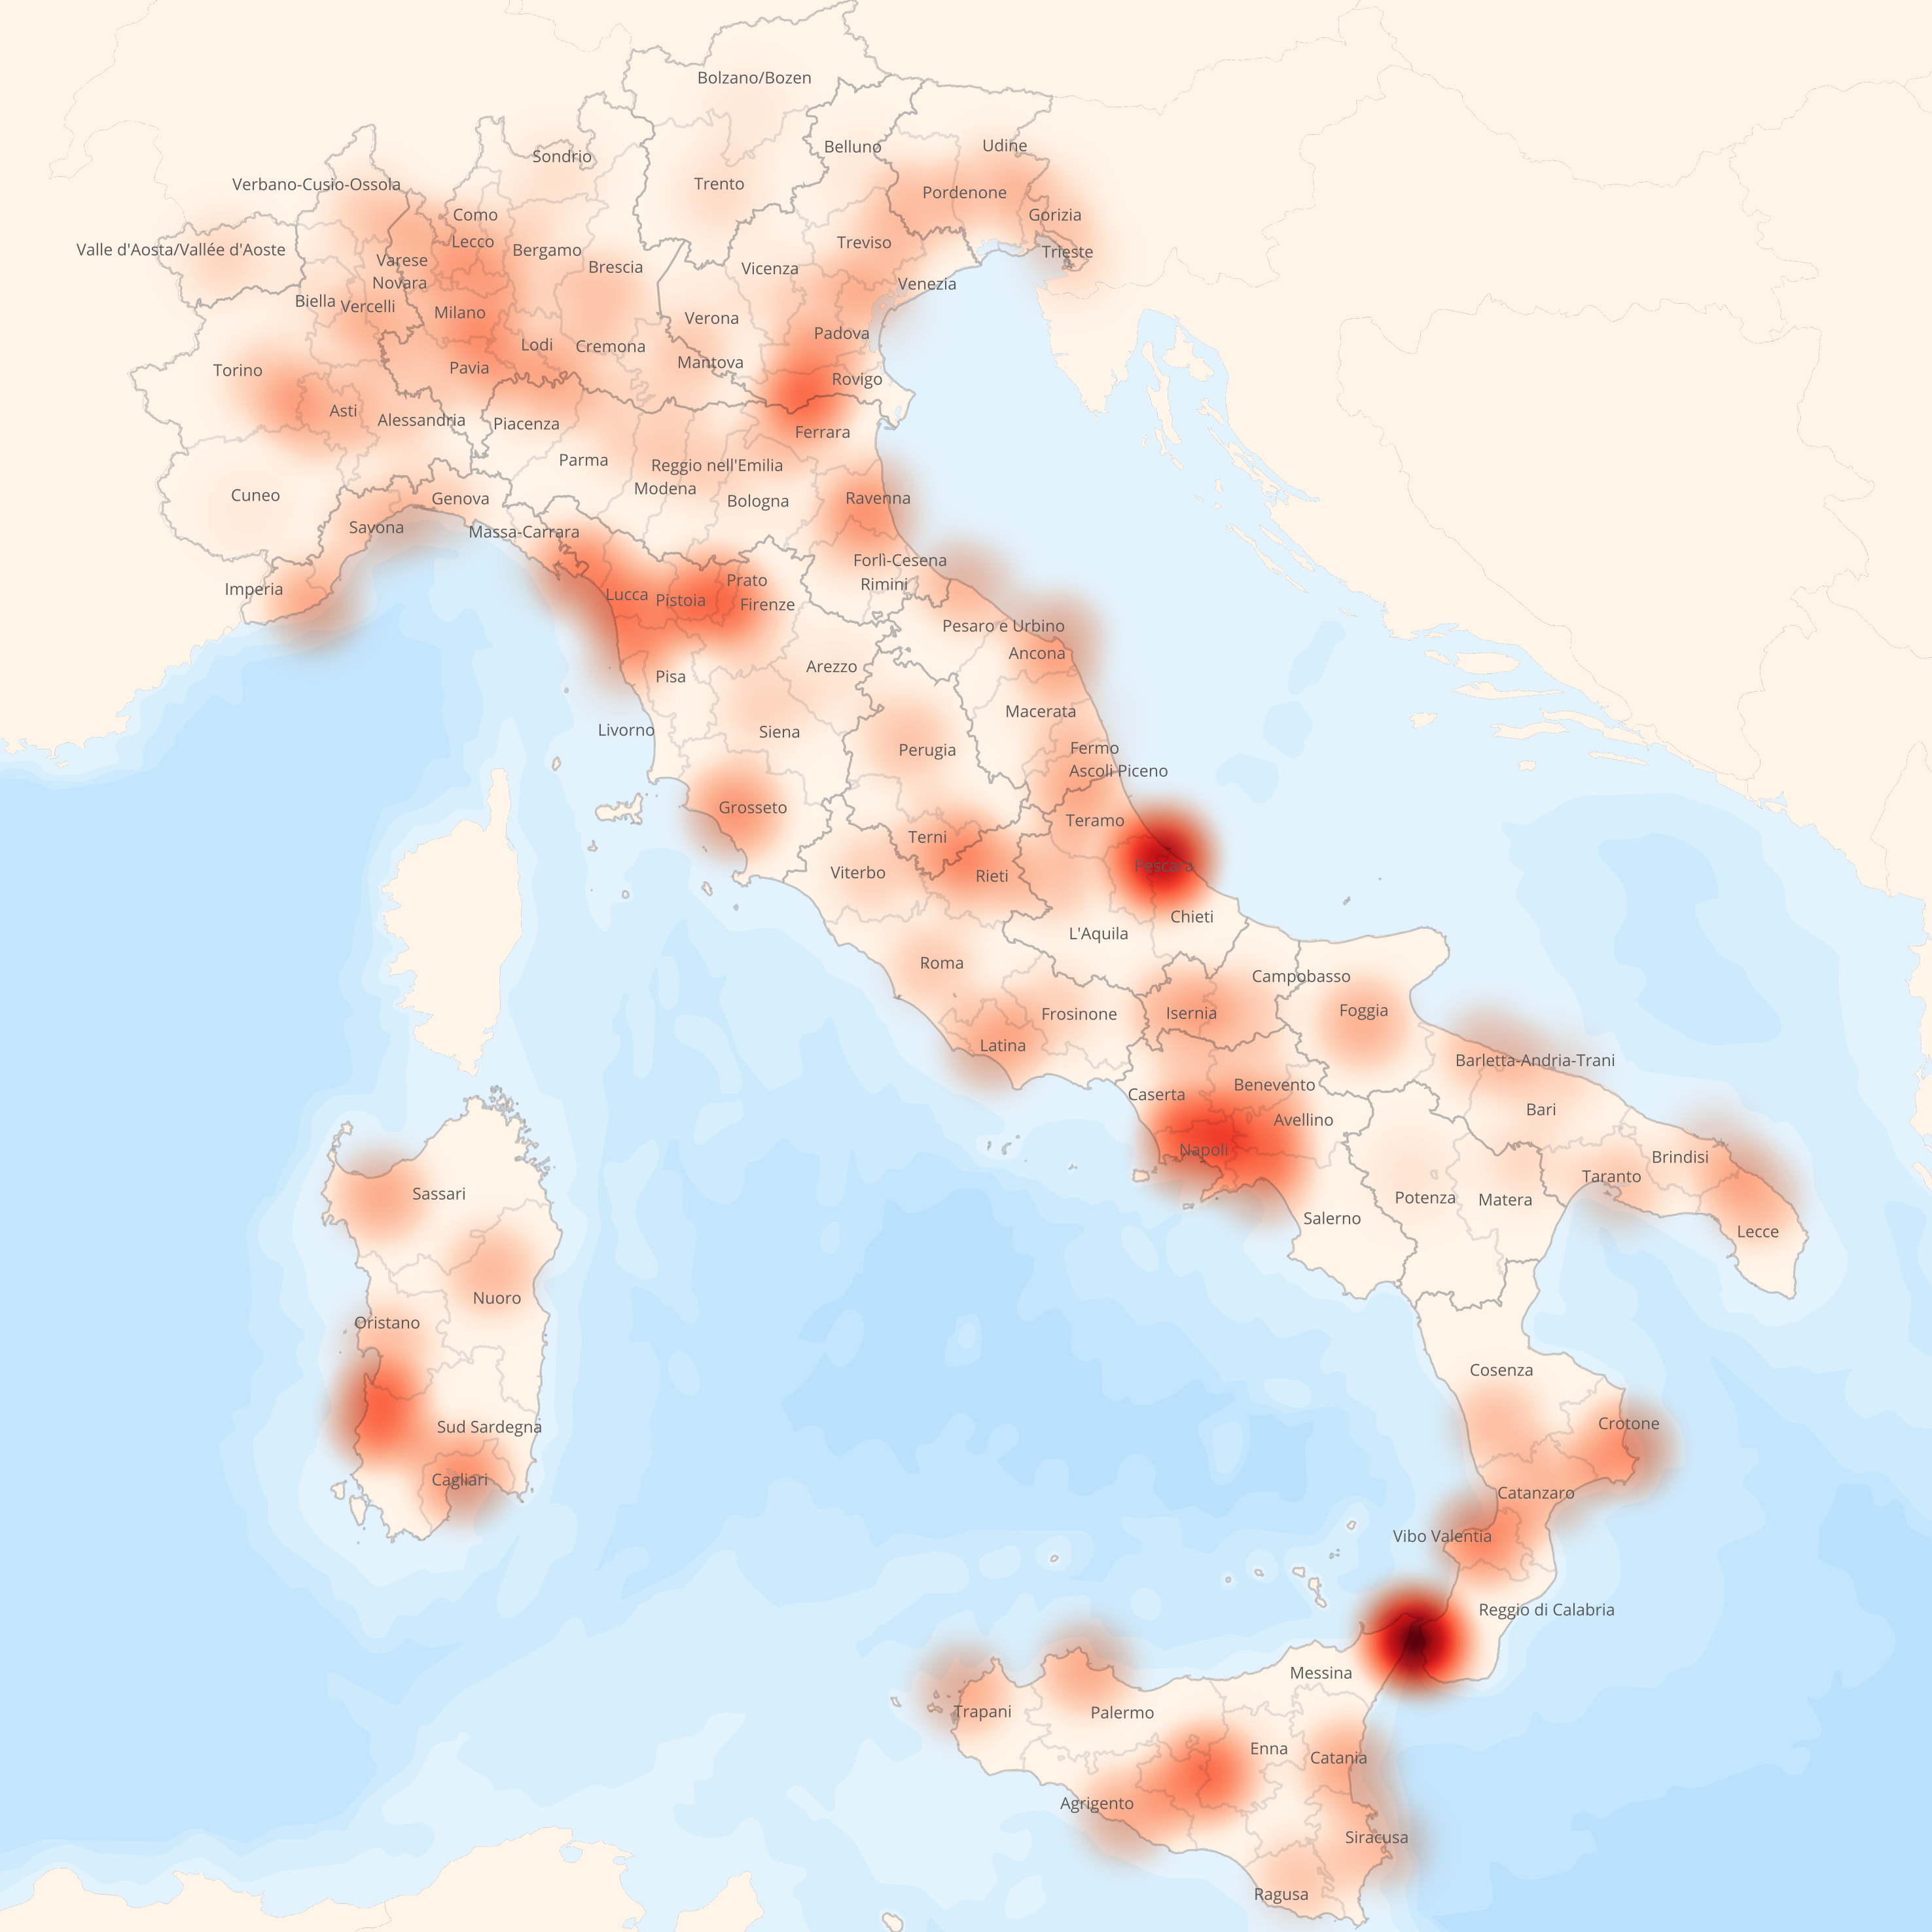 Bolzano/Bozen
Belluno
Udine
Sondrio
Verbano-Cusio-Ossola
Trento
Pordenone
Como
Gorizia
Lecco
Treviso
Valle d'Aosta/Vallée d'Aoste
Bergamo
Trieste
Varese
Brescia
Vicenza
Novara
Venezia
Biella
Vercelli
Milano
Verona
Padova
Lodi
Cremona
Mantova
Torino
Pavia
Rovigo
Asti
Alessandria
Piacenza
Ferrara
Parma
Reggio nell'Emilia
Cuneo
Genova
Modena
Bologna
Ravenna
Savona
Massa-Carrara
Forlì-Cesena
Imperia
Prato
Rimini
Lucca
Pistoia
Firenze
Pesaro e Urbino
Ancona
Arezzo
Pisa
Macerata
Livorno
Siena
Perugia
Fermo
Ascoli Piceno
Grosseto
Teramo
Terni
Pescara
Viterbo
Rieti
Chieti
L'Aquila
Roma
Campobasso
Frosinone
Isernia
Foggia
Latina
Barletta-Andria-Trani
Caserta
Benevento
Bari
Avellino
Napoli
Brindisi
Taranto
Sassari
Potenza
Matera
Salerno
Lecce
Nuoro
Oristano
Cosenza
Sud Sardegna
Crotone
Cagliari
Catanzaro
Vibo Valentia
Reggio di Calabria
Messina
Trapani
Palermo
Enna
Catania
Agrigento
Siracusa
Ragusa